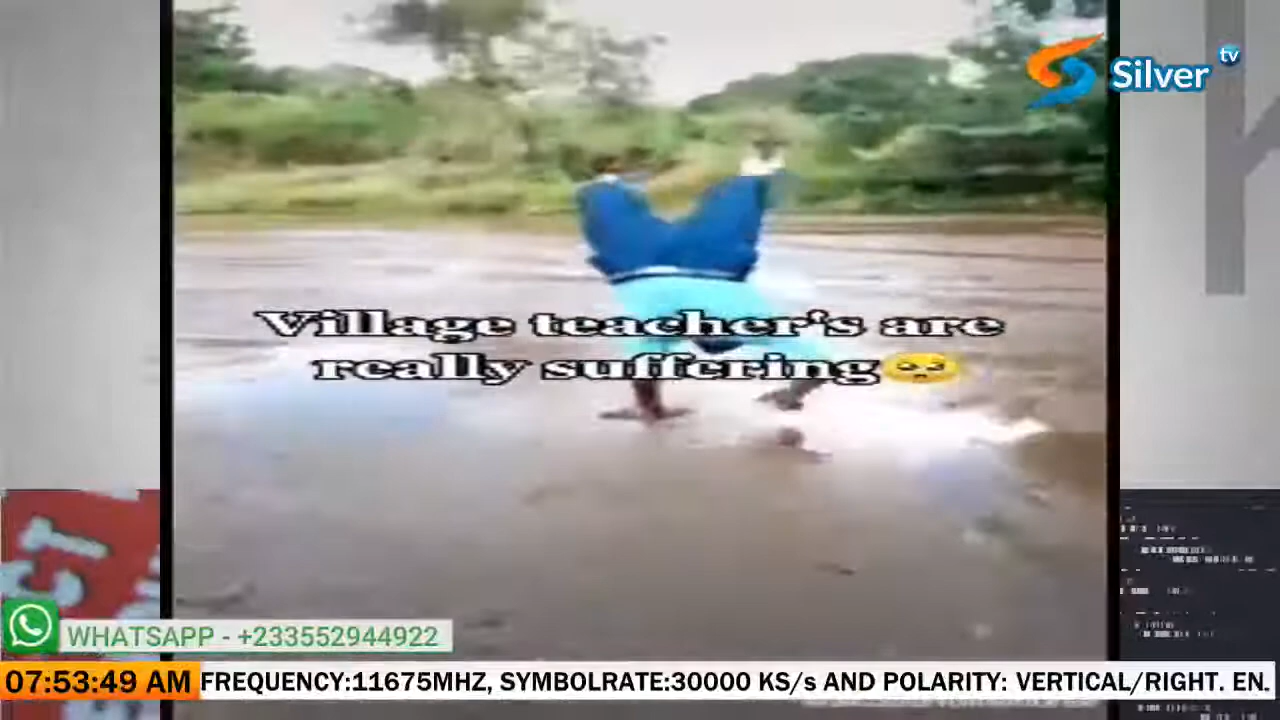 Silver tv
Village teacher's are
really suffering🥺
WHATSAPP - +233552944922
07:53:49 AM
FREQUENCY:11675MHZ, SYMBOLRATE:30000 KS/s AND POLARITY: VERTICAL/RIGHT. EN.